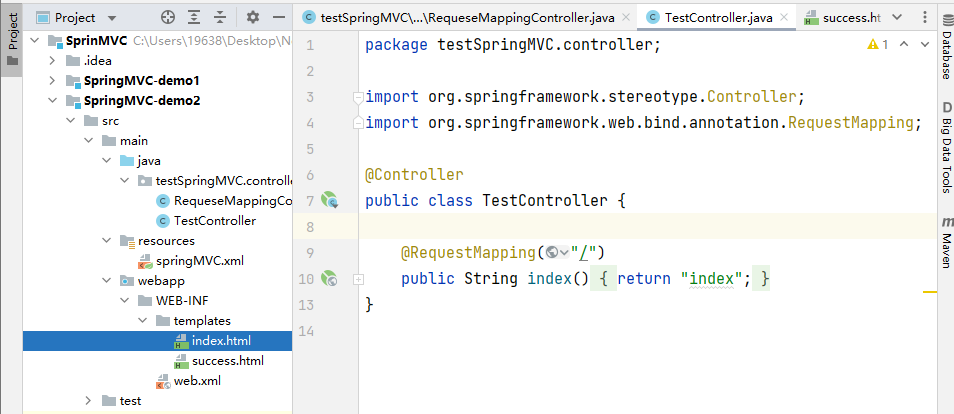 Project
SprinMVC C:\Users\19638\Desktop\N
.idea
SpringMVC-demo1
SpringMVC-demo2
src
main
java
testSpringMVC.controlle
RequeseMappingCo
TestController
resources
springMVC.xml
webapp
WEB-INF
templates
index.html
success.html
web.xml
test
Project
testSpringMVC\...\RequeseMappingController.java
TestController.java
success.ht
1 package testSpringMVC.controller;
1
2
3 import org.springframework.stereotype.Controller;
4 import org.springframework.web.bind.annotation.RequestMapping;
5
6 @Controller
7 public class TestController {
8
9 @RequestMapping("/")
10 public String index() { return "index"; }
13 }
14
Database
D Big Data Tools
m Maven